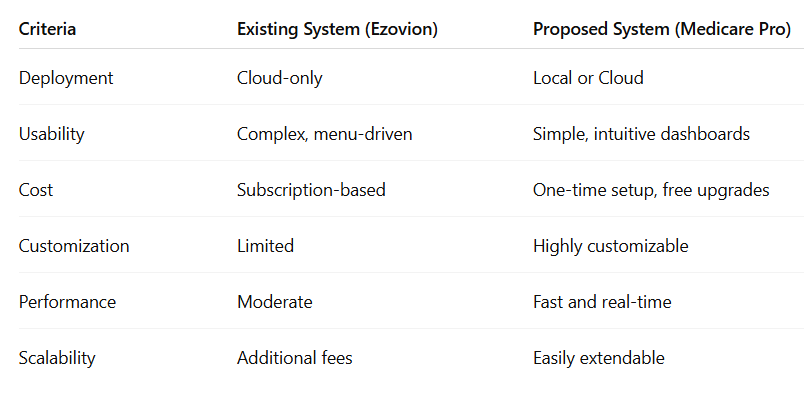 Criteria Existing System (Ezovion) Proposed System (Medicare Pro)
Deployment Cloud-only Local or Cloud
Usability Complex, menu-driven Simple, intuitive dashboards
Cost Subscription-based One-time setup, free upgrades
Customization Limited Highly customizable
Performance Moderate Fast and real-time
Scalability Additional fees Easily extendable